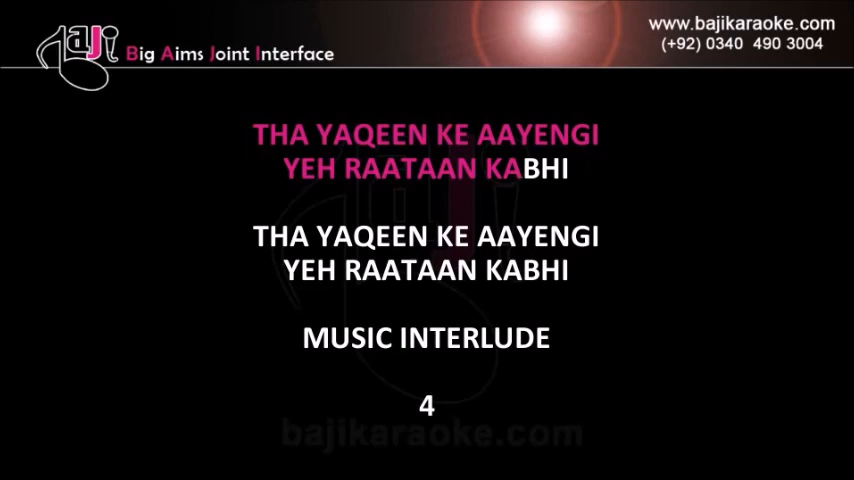 www.bajikaraoke.com
(+92) 0340 490 3004
Baji Big Aims Joint Interface
THA YAQEEN KE AAYENGI
YEH RAATAAN KABHI
THA YAQEEN KE AAYENGI
YEH RAATAAN KABHI
MUSIC INTERLUDE
4
bajikaraoke.com